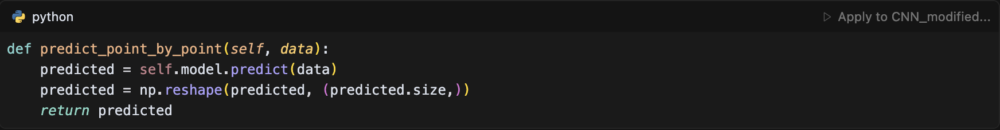 python
Apply to CNN_modified...
def predict_point_by_point(self, data):
    predicted = self.model.predict(data)
    predicted = np.reshape(predicted, (predicted.size,))
    return predicted